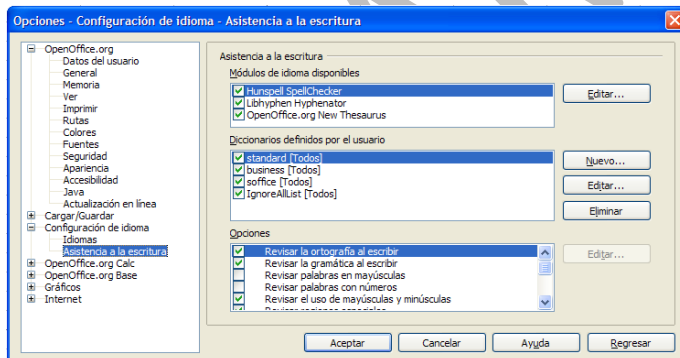 Opciones - Configuración de idioma - Asistencia a la escritura
OpenOffice.org
Datos del usuario
General
Memoria
Ver
Imprimir
Rutas
Colores
Fuentes
Seguridad
Apariencia
Accesibilidad
Java
Actualización en línea
Cargar/Guardar
Configuración de idioma
Idiomas
Asistencia a la escritura
OpenOffice.org Calc
OpenOffice.org Base
Gráficos
Internet
Asistencia a la escritura
Módulos de idioma disponibles
Hunspell SpellChecker
Libhyphen Hyphenator
OpenOffice.org New Thesaurus
Editar...
Diccionarios definidos por el usuario
standard [Todos]
business [Todos]
soffice [Todos]
IgnoreAllList [Todos]
Nuevo...
Editar...
Eliminar
Opciones
Revisar la ortografía al escribir
Revisar la gramática al escribir
Revisar palabras en mayúsculas
Revisar palabras con números
Revisar el uso de mayúsculas y minúsculas
Revisar regiones especiales
Editar...
Aceptar
Cancelar
Ayuda
Regresar